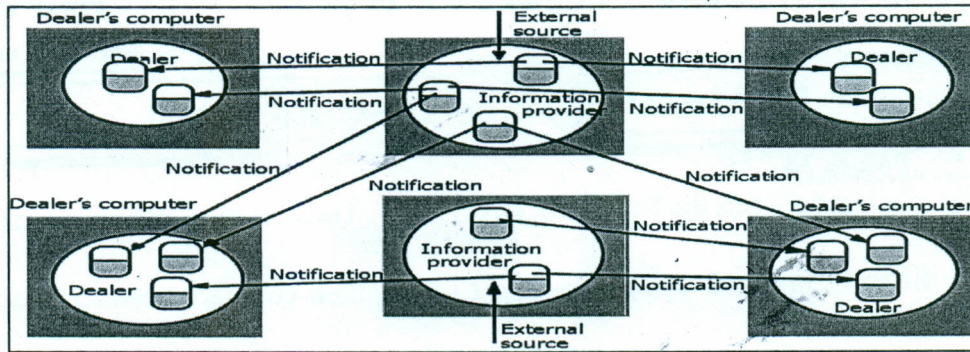 Dealer's computer
External
source
Dealer's computer
Dealer
Notification
Notification
Dealer
Notification
Information
provider
Notification
Notification
Notification
Notification
Notification
Dealer's computer
Dealer's computer
Information
provider
Notification
Dealer
Notification
Notification
Dealer
External
source